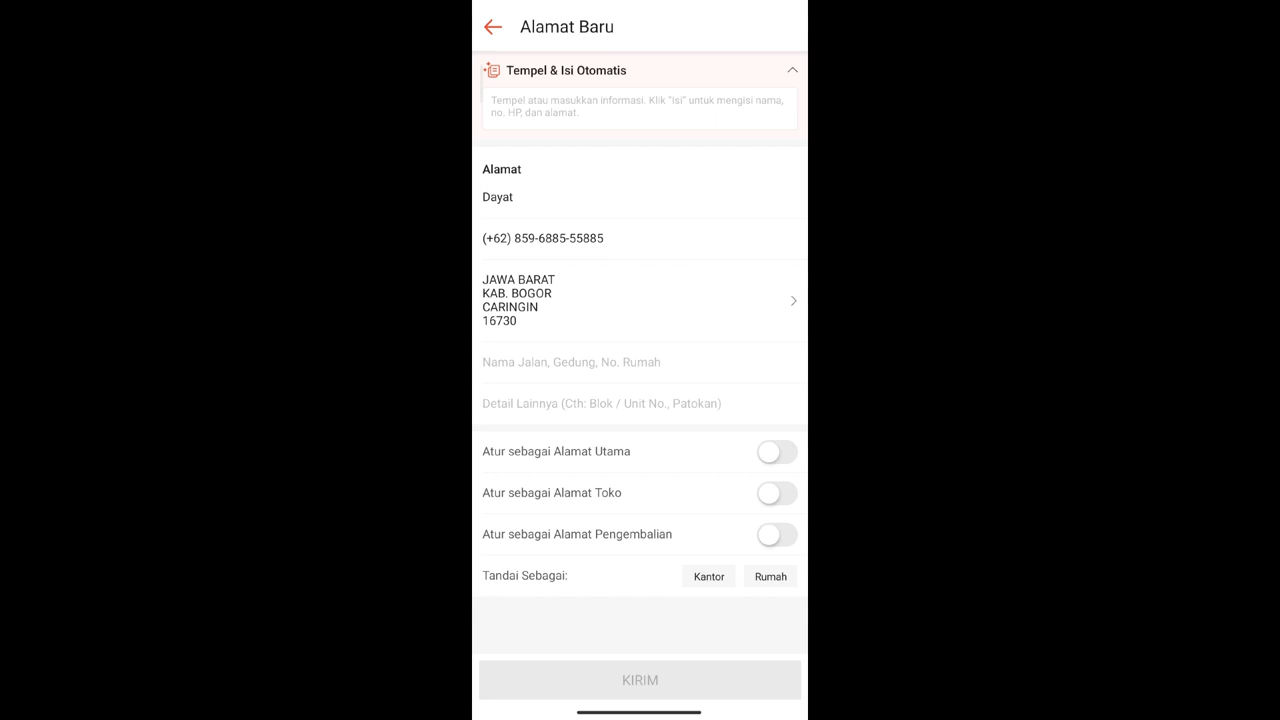 Alamat Baru
Tempel & Isi Otomatis
Tempel atau masukkan informasi. Klik "Isi" untuk mengisi nama,
no. HP, dan alamat.
Alamat
Dayat
(+62) 859-6885-55885
JAWA BARAT
KAB. BOGOR
CARINGIN
16730
Nama Jalan, Gedung, No. Rumah
Detail Lainnya (Cth: Blok / Unit No., Patokan)
Atur sebagai Alamat Utama
Atur sebagai Alamat Toko
Atur sebagai Alamat Pengembalian
Tandai Sebagai:
Kantor
Rumah
KIRIM